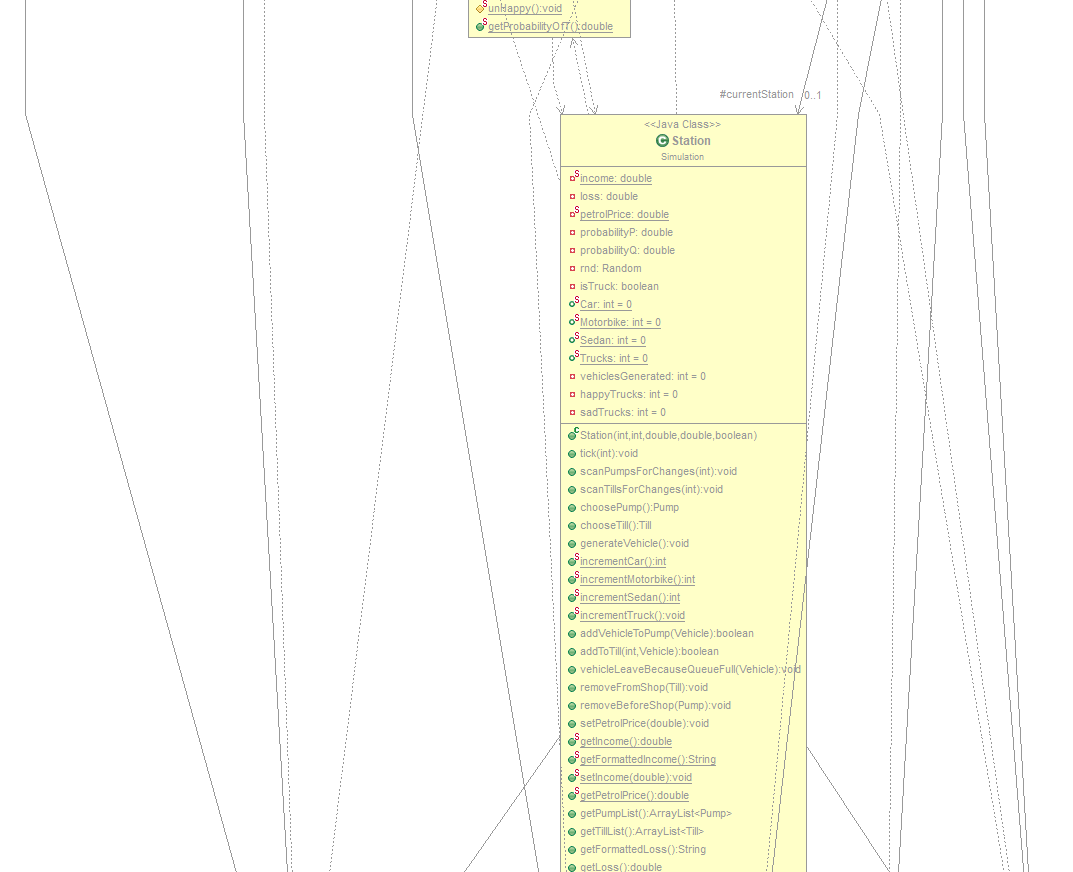 unHappy():void
getProbabilityOfT():double
#currentStation 0..1
<<Java Class>>
C Station
Simulation
S income: double
loss: double
S petrolPrice: double
probabilityP: double
probabilityQ: double
rnd: Random
isTruck: boolean
S Car: int = 0
S Motorbike: int = 0
S Sedan: int = 0
S Trucks: int = 0
vehiclesGenerated: int = 0
happyTrucks: int = 0
sadTrucks: int = 0
C Station(int,int,double,double,boolean)
tick(int):void
scanPumpsForChanges(int):void
scanTillsForChanges(int):void
choosePump():Pump
chooseTill():Till
generateVehicle():void
S incrementCar():int
S incrementMotorbike():int
S incrementSedan():int
S incrementTruck():void
addVehicleToPump(Vehicle):boolean
addToTill(int,Vehicle):boolean
vehicleLeaveBecauseQueueFull(Vehicle):void
removeFromShop(Till):void
removeBeforeShop(Pump):void
setPetrolPrice(double):void
S getIncome():double
S getFormattedIncome():String
S setIncome(double):void
S getPetrolPrice():double
getPumpList():ArrayList<Pump>
getTillList():ArrayList<Till>
getFormattedLoss():String
getLoss():double